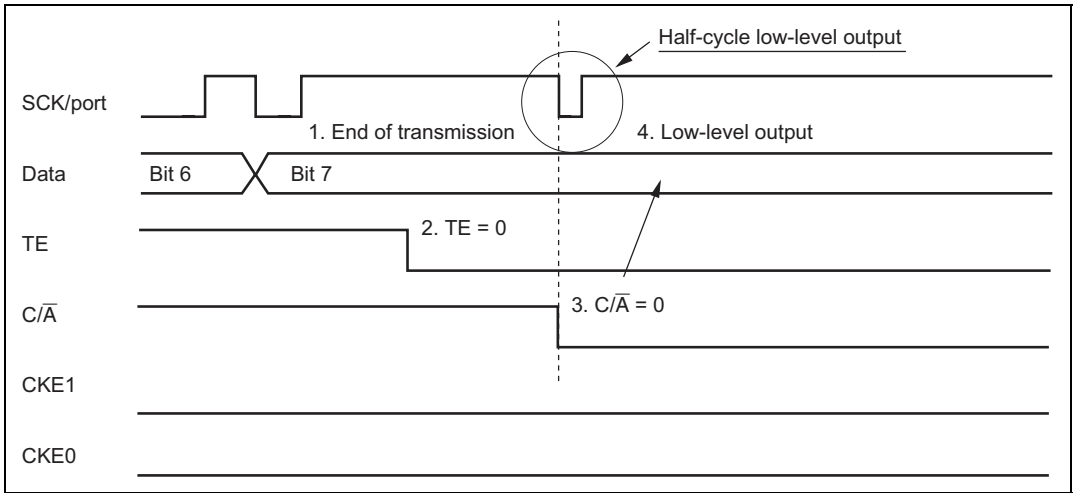 Half-cycle low-level output
SCK/port
1. End of transmission
4. Low-level output
Data
Bit 6
Bit 7
TE
2. TE = 0
C/A̅
3. C/A̅ = 0
CKE1
CKE0